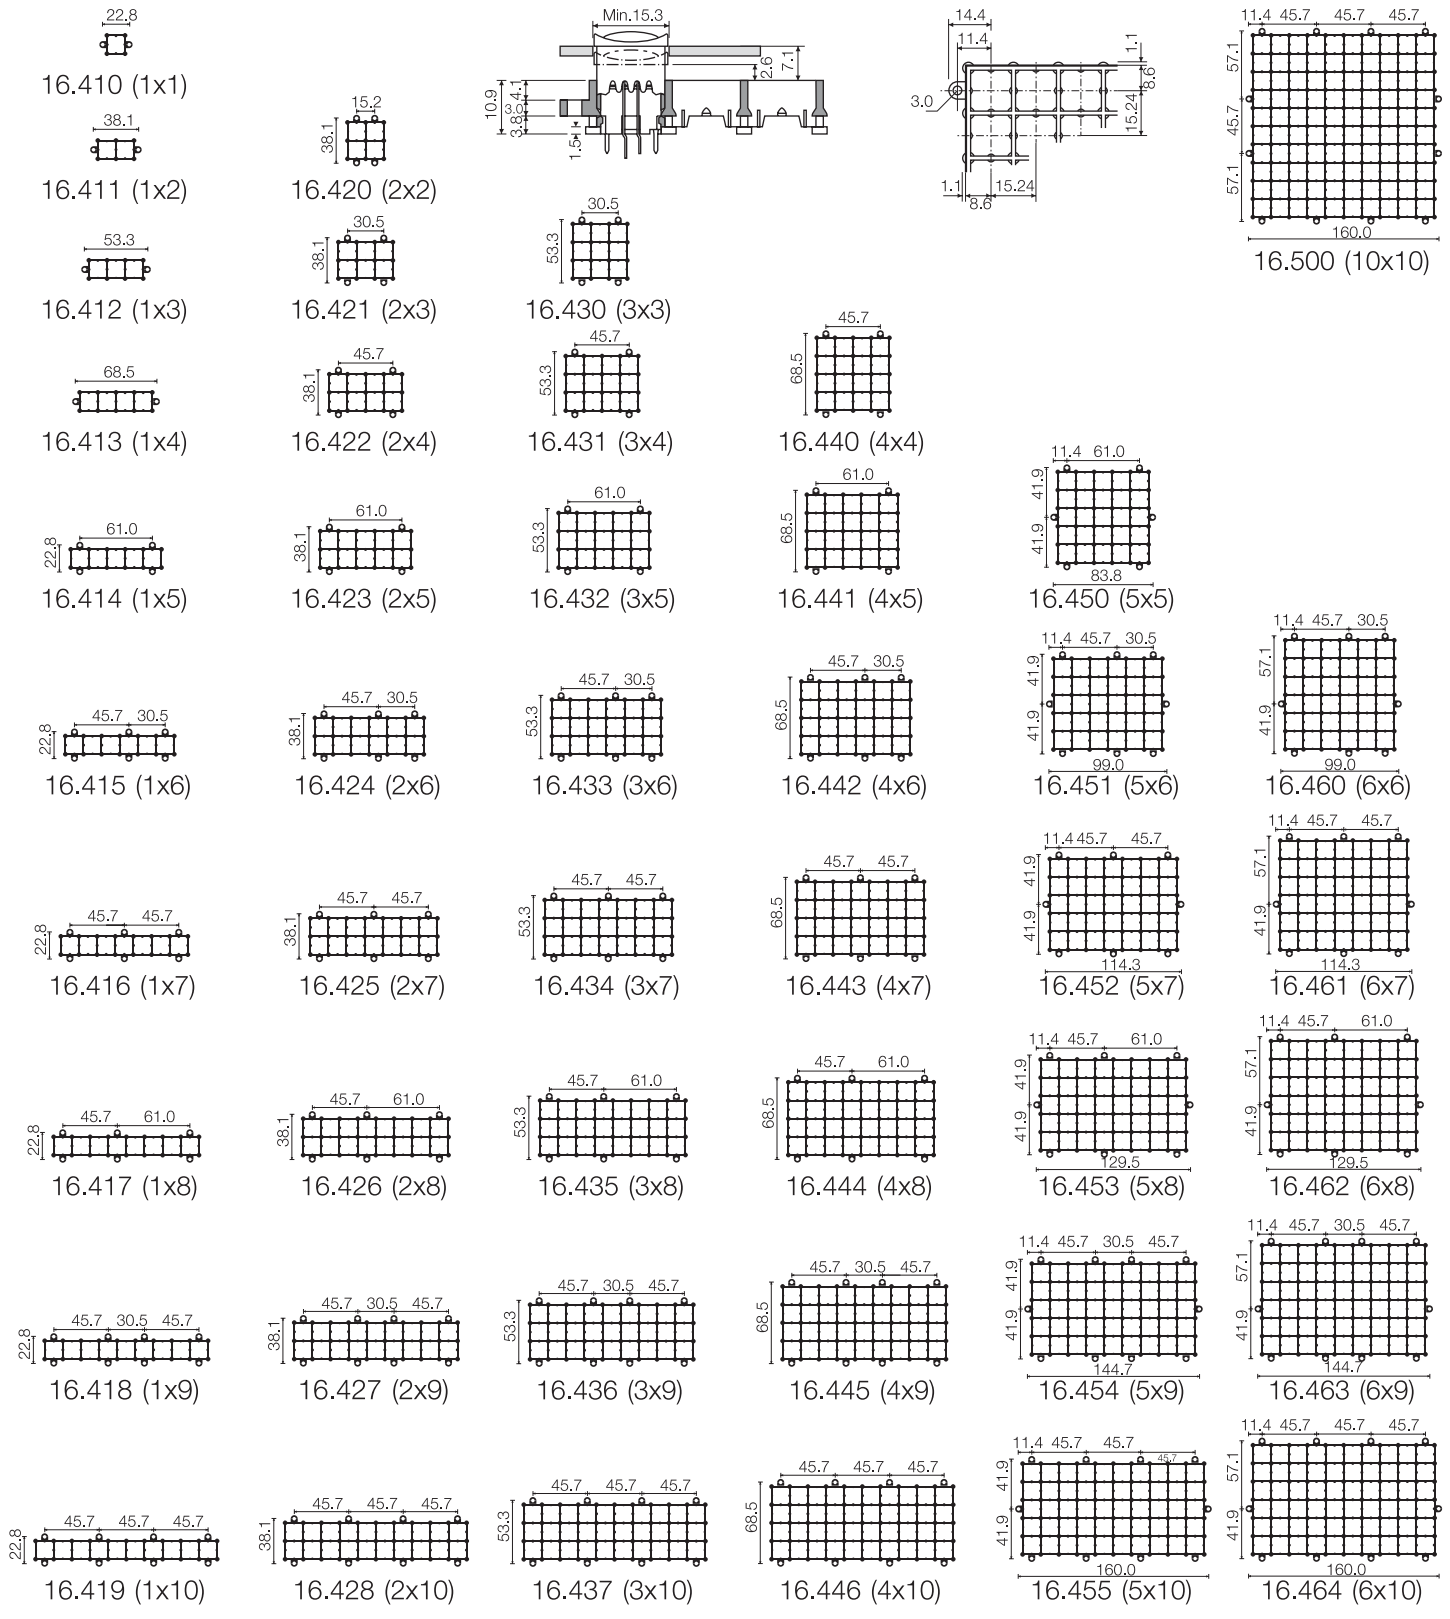 22.8
16.410 (1x1)
38.1
16.411 (1x2)
15.2
38.1
16.420 (2x2)
Min.15.3
7.1
2.6
10.9
4.1
3.0
3.8
1.5
14.4
11.4
3.0
1.1
8.6
15.24
1.1
8.6
15.24
11.4 45.7 45.7 45.7
57.1
45.7
57.1
160.0
16.500 (10x10)
53.3
16.412 (1x3)
30.5
38.1
16.421 (2x3)
30.5
53.3
16.430 (3x3)
68.5
16.413 (1x4)
45.7
38.1
16.422 (2x4)
45.7
53.3
16.431 (3x4)
45.7
68.5
16.440 (4x4)
61.0
22.8
16.414 (1x5)
61.0
38.1
16.423 (2x5)
61.0
53.3
16.432 (3x5)
61.0
68.5
16.441 (4x5)
11.4 61.0
41.9
41.9
83.8
16.450 (5x5)
45.7 30.5
22.8
16.415 (1x6)
45.7 30.5
38.1
16.424 (2x6)
45.7 30.5
53.3
16.433 (3x6)
45.7 30.5
68.5
16.442 (4x6)
11.4 45.7 30.5
41.9
41.9
99.0
16.451 (5x6)
11.4 45.7 30.5
57.1
41.9
99.0
16.460 (6x6)
45.7 45.7
22.8
16.416 (1x7)
45.7 45.7
38.1
16.425 (2x7)
45.7 45.7
53.3
16.434 (3x7)
45.7 45.7
68.5
16.443 (4x7)
11.4 45.7 45.7
41.9
41.9
114.3
16.452 (5x7)
11.4 45.7 45.7
57.1
41.9
114.3
16.461 (6x7)
45.7 61.0
22.8
16.417 (1x8)
45.7 61.0
38.1
16.426 (2x8)
45.7 61.0
53.3
16.435 (3x8)
45.7 61.0
68.5
16.444 (4x8)
11.4 45.7 61.0
41.9
41.9
129.5
16.453 (5x8)
11.4 45.7 61.0
57.1
41.9
129.5
16.462 (6x8)
45.7 30.5 45.7
22.8
16.418 (1x9)
45.7 30.5 45.7
38.1
16.427 (2x9)
45.7 30.5 45.7
53.3
16.436 (3x9)
45.7 30.5 45.7
68.5
16.445 (4x9)
11.4 45.7 30.5 45.7
41.9
41.9
144.7
16.454 (5x9)
11.4 45.7 30.5 45.7
57.1
41.9
144.7
16.463 (6x9)
45.7 45.7 45.7
22.8
16.419 (1x10)
45.7 45.7 45.7
38.1
16.428 (2x10)
45.7 45.7 45.7
53.3
16.437 (3x10)
45.7 45.7 45.7
68.5
16.446 (4x10)
11.4 45.7 45.7 45.7
41.9
41.9
160.0
16.455 (5x10)
11.4 45.7 45.7 45.7
57.1
41.9
160.0
16.464 (6x10)